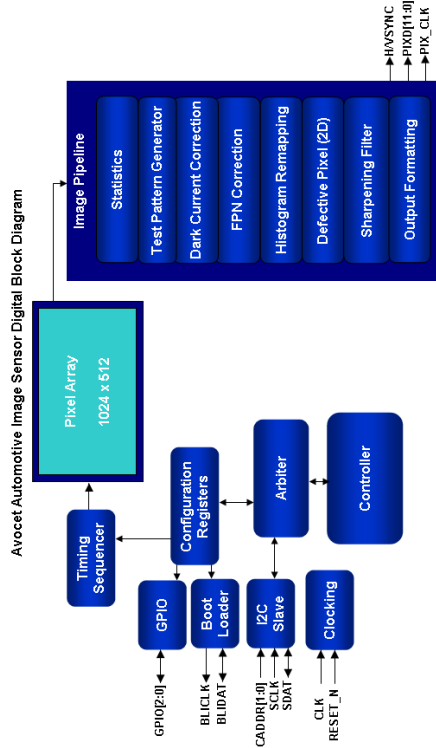 Avocet Automotive Image Sensor Digital Block Diagram
Timing
Sequencer
Pixel Array
1024 x 512
Image Pipeline
Statistics
Test Pattern Generator
Dark Current Correction
FPN Correction
Histogram Remapping
Defective Pixel (2D)
Sharpening Filter
Output Formatting
H/VSYNC
PIXD[11:0]
PIX_CLK
GPIO[2:0]
GPIO
Configuration
Registers
BLICLK
BLIDAT
Boot
Loader
CADDR[1:0]
SCLK
SDAT
I2C
Slave
Arbiter
CLK
RESET_N
Clocking
Controller